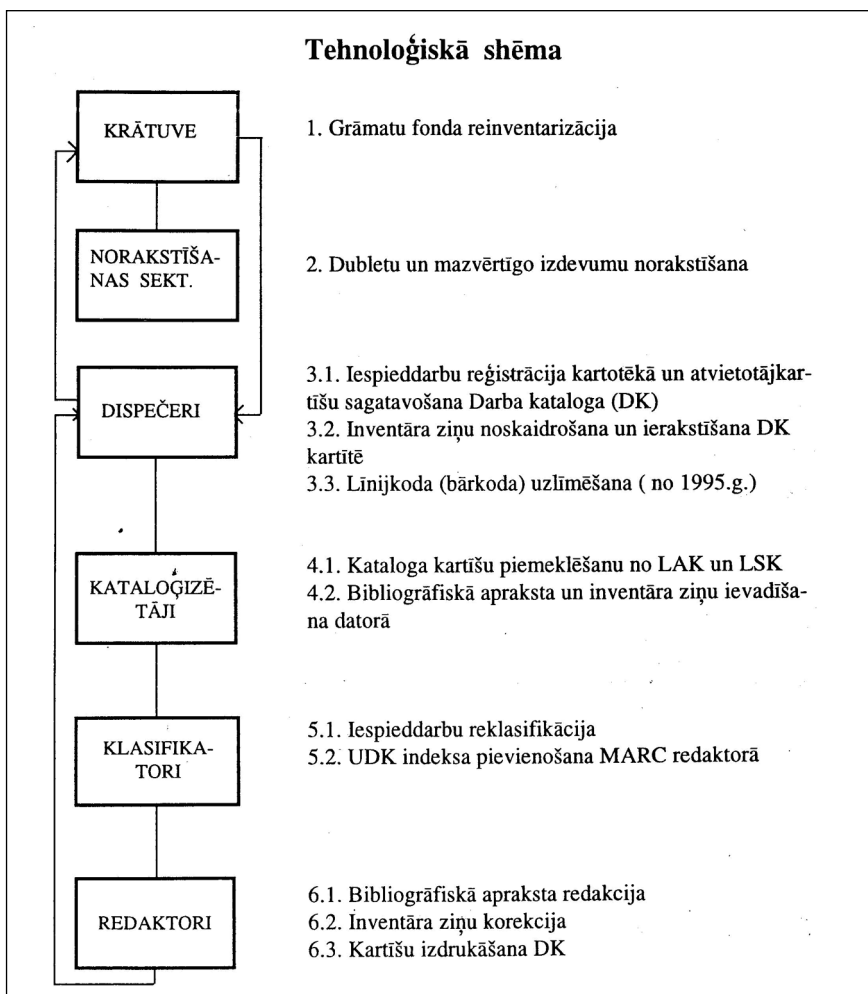 Tehnoloģiskā shēma
KRĀTUVE
1. Grāmatu fonda reinventarizācija
NORAKSTĪŠA-
NAS SEKT.
2. Dubletu un mazvērtīgo izdevumu norakstīšana
DISPEČERI
3.1. Iespieddarbu reģistrācija kartotēkā un atvietotājkar-
tīšu sagatavošana Darba kataloga (DK)
3.2. Inventāra ziņu noskaidrošana un ierakstīšana DK
kartītē
3.3. Līnijkoda (bārkoda) uzlīmēšana ( no 1995.g.)
KATALOĢIZĒ-
TĀJI
4.1. Kataloga kartīšu piemeklēšanu no LAK un LSK
4.2. Bibliogrāfiskā apraksta un inventāra ziņu ievadīša-
na datorā
KLASIFIKA-
TORI
5.1. Iespieddarbu reklasifikācija
5.2. UDK indeksa pievienošana MARC redaktorā
REDAKTORI
6.1. Bibliogrāfiskā apraksta redakcija
6.2. Inventāra ziņu korekcija
6.3. Kartīšu izdrukāšana DK